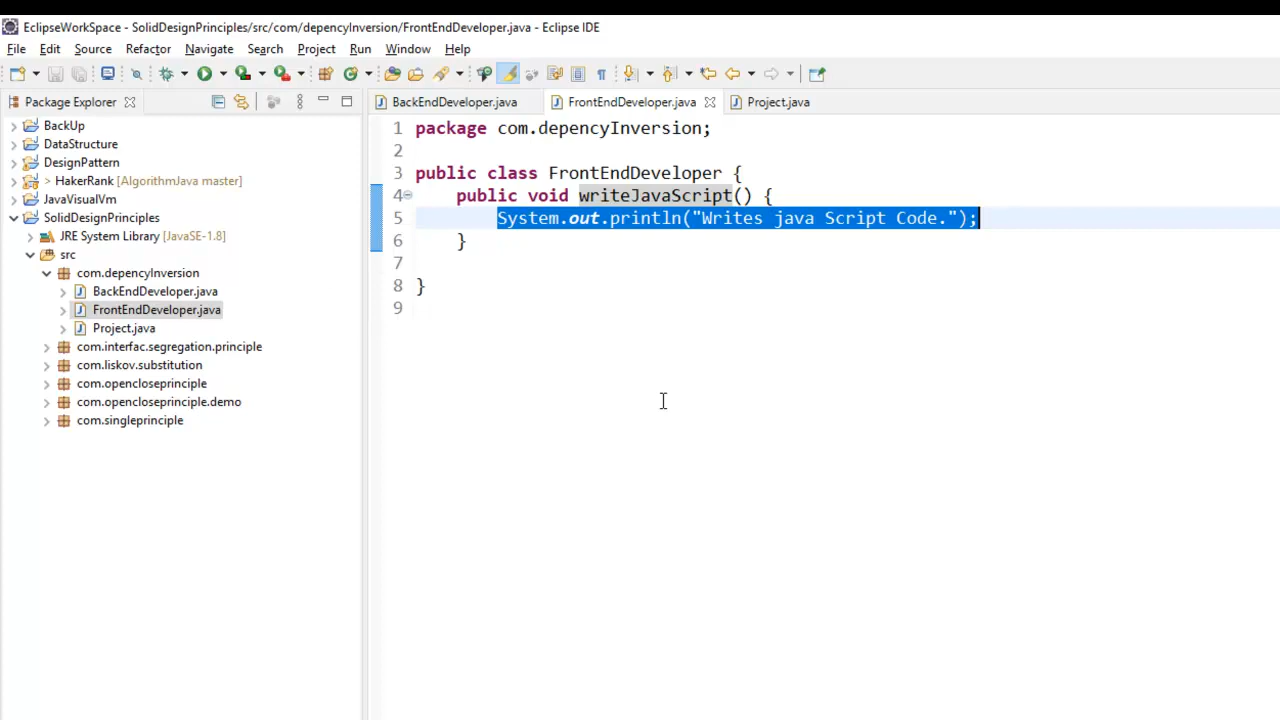 EclipseWorkSpace - SolidDesignPrinciples/src/com/depencyInversion/FrontEndDeveloper.java - Eclipse IDE
File Edit Source Refactor Navigate Search Project Run Window Help
Package Explorer
BackUp
DataStructure
DesignPattern
> HakerRank [AlgorithmJava master]
JavaVisualVm
SolidDesignPrinciples
JRE System Library [JavaSE-1.8]
src
com.depencyInversion
BackEndDeveloper.java
FrontEndDeveloper.java
Project.java
com.interfac.segregation.principle
com.liskov.substitution
com.opencloseprinciple
com.opencloseprinciple.demo
com.singleprinciple
BackEndDeveloper.java FrontEndDeveloper.java Project.java
1 package com.depencyInversion;
2
3 public class FrontEndDeveloper {
4 public void writeJavaScript() {
5 System.out.println("Writes java Script Code.");
6 }
7
8 }
9